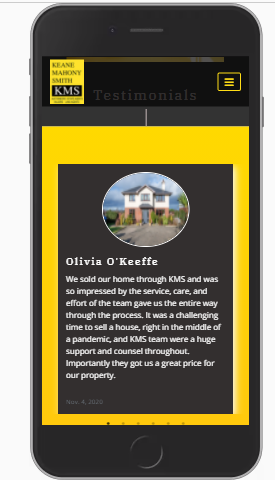 KEANE
MAHONY
SMITH
KMS
Testimonials
Olivia O'Keeffe
We sold our home through KMS and was
so impressed by the service, care, and
effort of the team gave us the entire way
through the process. It was a challenging
time to sell a house, right in the middle of
a pandemic, and KMS team were a huge
support and counsel throughout.
Importantly they got us a great price for
our property.
Nov. 4, 2020